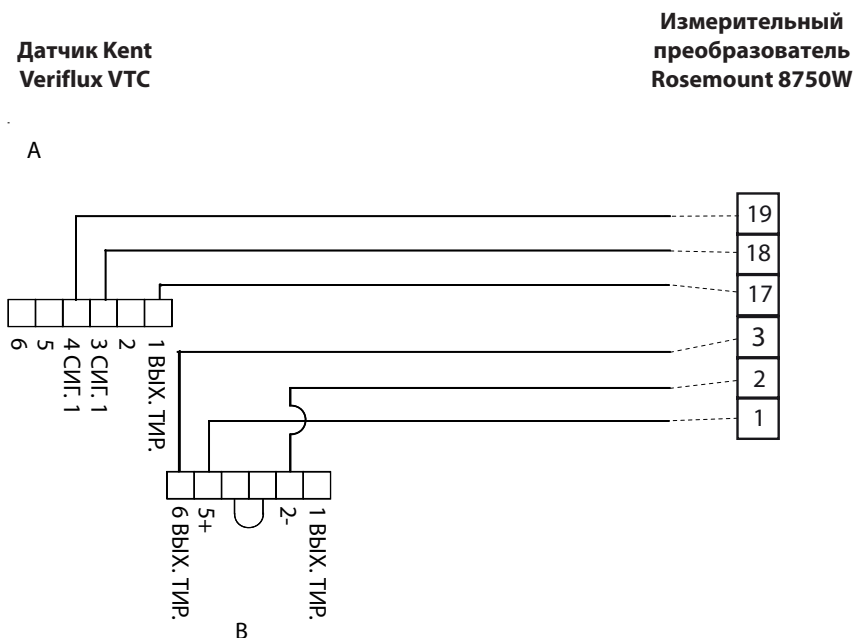 Датчик Kent
Veriflux VTC
Измерительный
преобразователь
Rosemount 8750W
A
19
18
17
3
2
1
6
5
4 СИГ. 1
3 СИГ. 1
2
1 ВЫХ. ТИР.
6 ВЫХ. ТИР.
5+
2-
1 ВЫХ. ТИР.
B